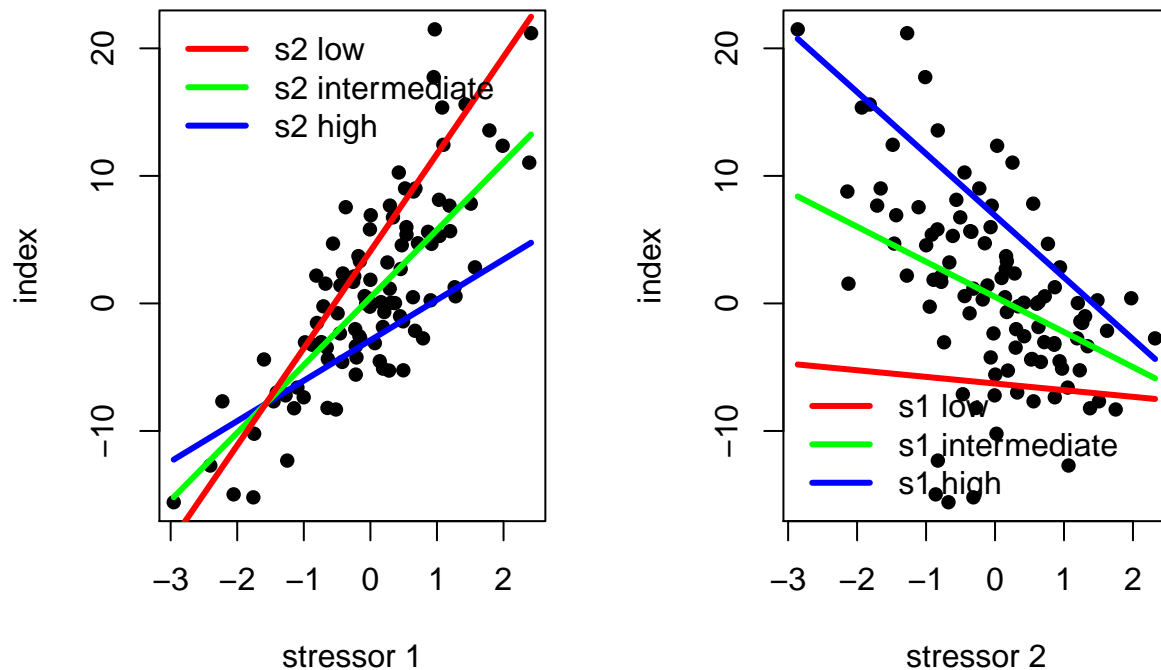 index
20
10
0
−10
s2 low
s2 intermediate
s2 high
−3 −2 −1 0 1 2
stressor 1
index
20
10
0
−10
s1 low
s1 intermediate
s1 high
−3 −2 −1 0 1 2
stressor 2